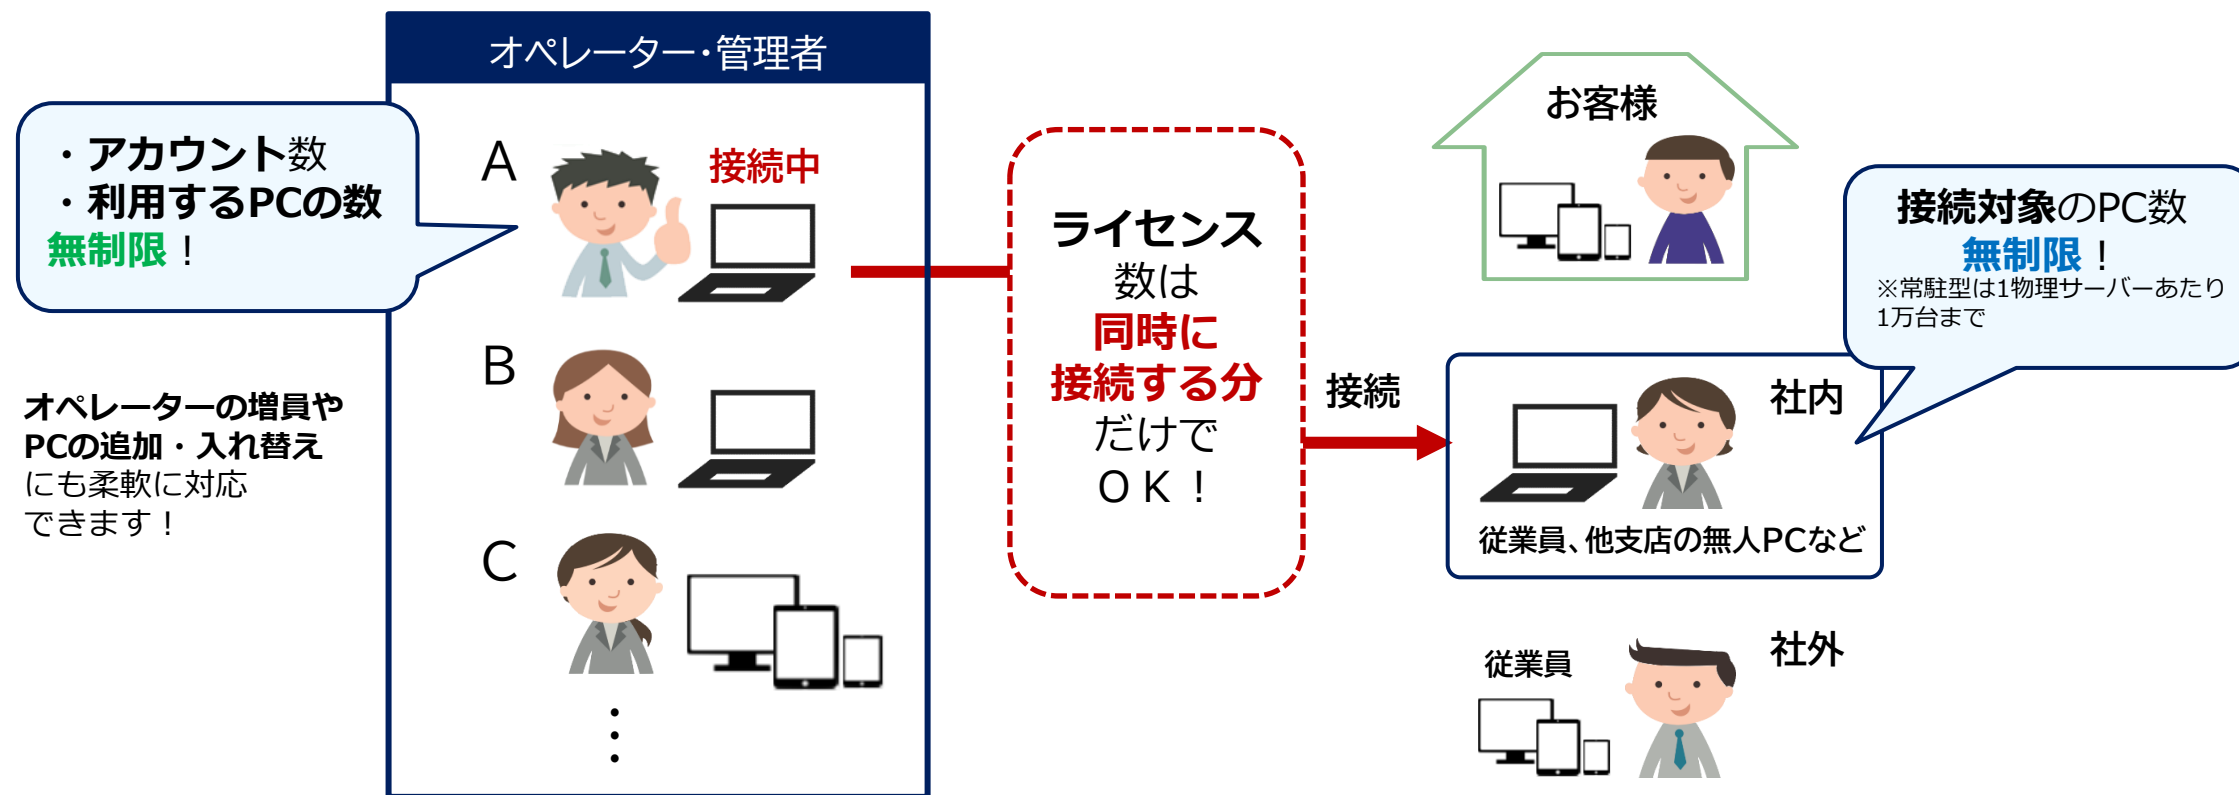 オペレーター・管理者
・アカウント数
・利用するPCの数
無制限！
オペレーターの増員や
PCの追加・入れ替え
にも柔軟に対応
できます！
A
接続中
B
C
ライセンス
数は
同時に
接続する分
だけで
ＯＫ！
接続
お客様
接続対象のPC数
無制限！
※常駐型は1物理サーバーあたり
1万台まで
社内
従業員、他支店の無人PCなど
社外
従業員